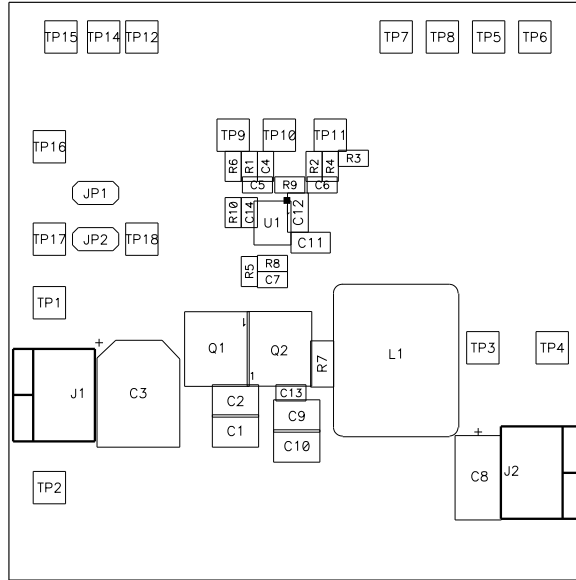 TP15 TP14 TP12 TP7 TP8 TP5 TP6
TP9 TP10 TP11
TP16
R6 R1 C4 R2 R4 R3
C5 R9 C6
JP1
R10 C14 U1 C12
TP17 JP2 TP18
C11
R5 R8
C7
TP1
1
+
Q1 Q2 R7 L1 TP3 TP4
1
J1 C3 C2 C13
C9
C1
+
C10
C8 J2
TP2